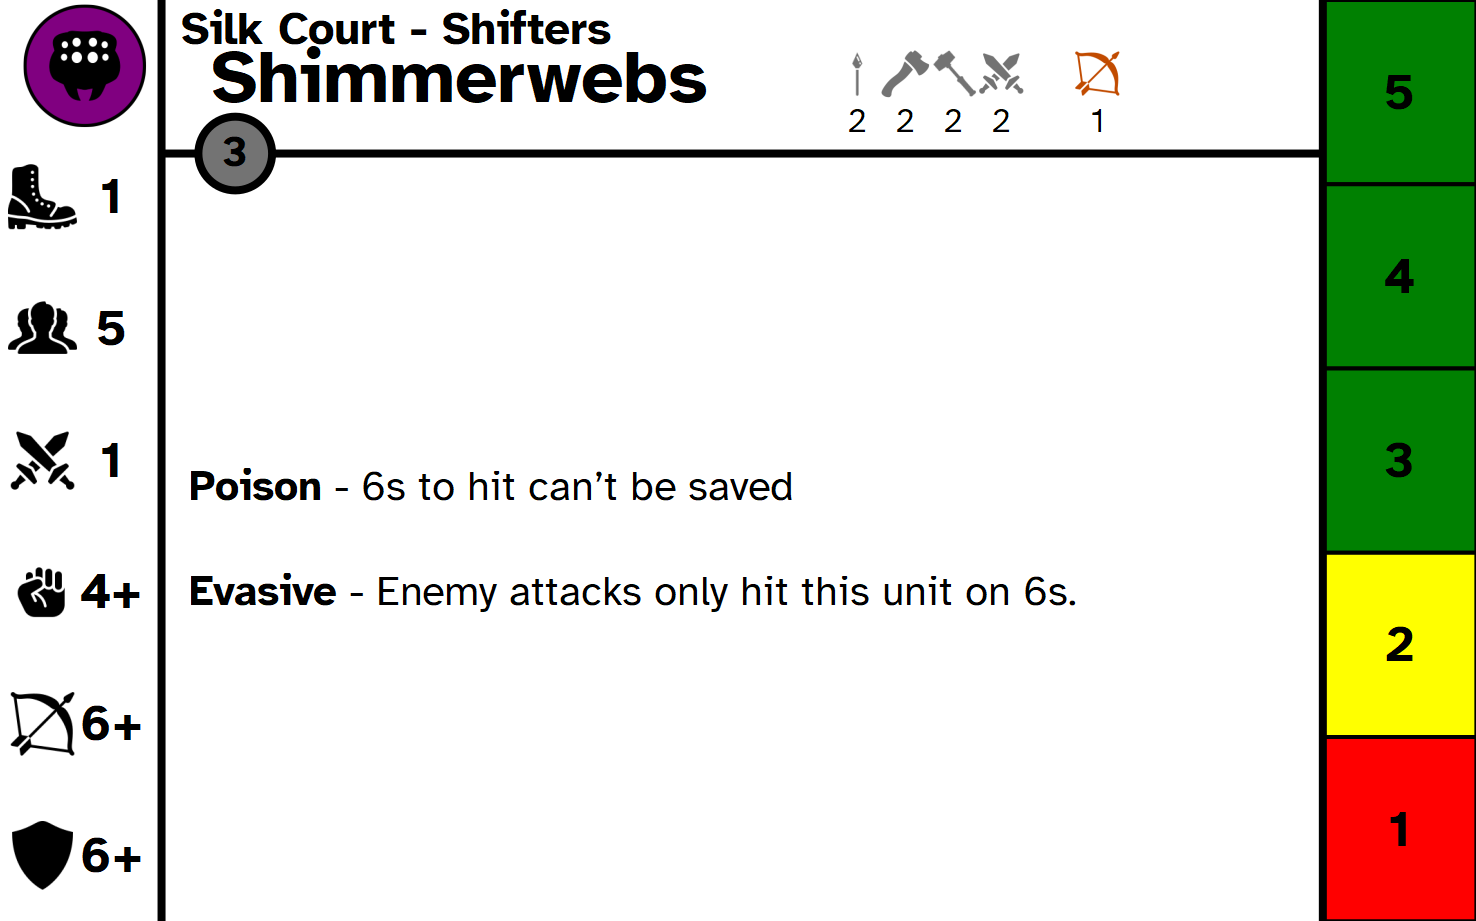 Silk Court - Shifters
Shimmerwebs
2 2 2 2 1
3
1
5
1
4+
6+
6+
Poison - 6s to hit can’t be saved
Evasive - Enemy attacks only hit this unit on 6s.
5
4
3
2
1